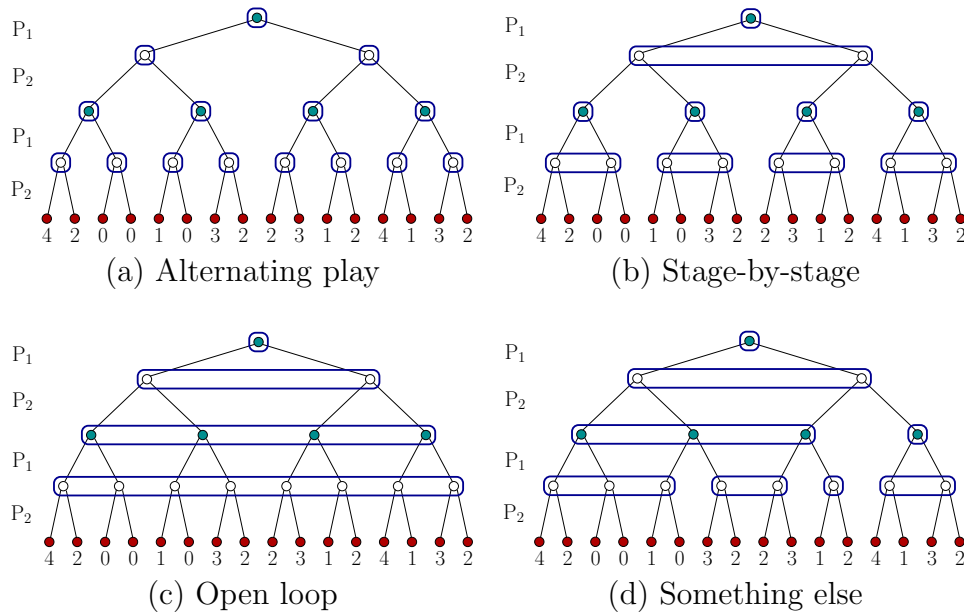 P1
P2
P1
P2
4 2 0 0 1 0 3 2 2 3 1 2 4 1 3 2
(a) Alternating play
P1
P2
P1
P2
4 2 0 0 1 0 3 2 2 3 1 2 4 1 3 2
(b) Stage-by-stage
P1
P2
P1
P2
4 2 0 0 1 0 3 2 2 3 1 2 4 1 3 2
(c) Open loop
P1
P2
P1
P2
4 2 0 0 1 0 3 2 2 3 1 2 4 1 3 2
(d) Something else